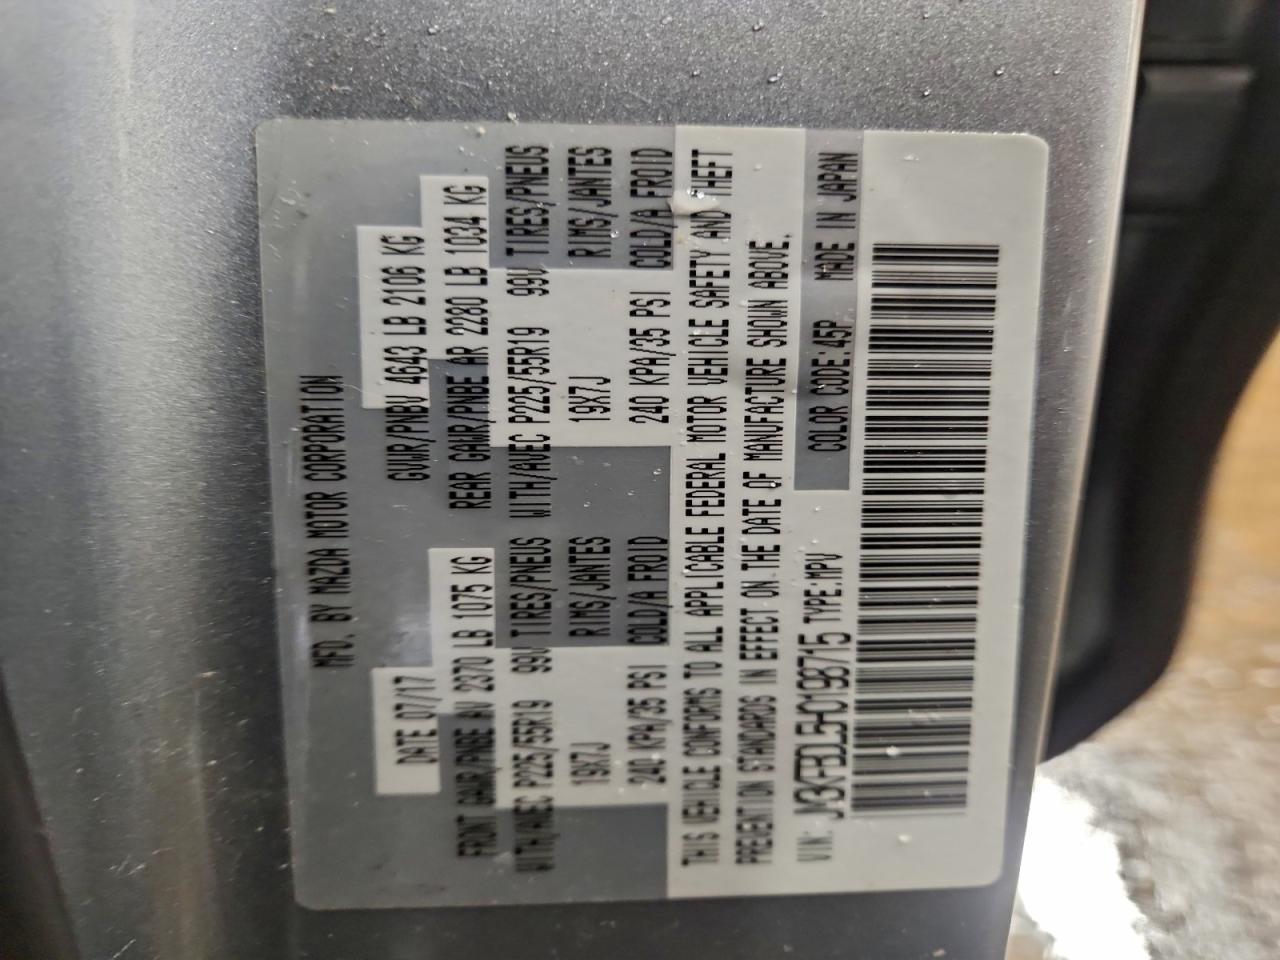 MFD. BY MAZDA MOTOR CORPORATION
DATE 07/17 GVWR/PNBV 4643 LB 2106 KG
FRONT GAWR/PNBE AV 2370 LB 1075 KG REAR GAWR/PNBE AR 2280 LB 1034 KG
WITH/AVEC P225/55R19 99V TIRES/PNEUS WITH/AVEC P225/55R19 99V TIRES/PNEUS
19X7J RIMS/JANTES 19X7J RIMS/JANTES
240 KPA/35 PSI COLD/A FROID 240 KPA/35 PSI COLD/A FROID
THIS VEHICLE CONFORMS TO ALL APPLICABLE FEDERAL MOTOR VEHICLE SAFETY AND THEFT
PREVENTION STANDARDS IN EFFECT ON THE DATE OF MANUFACTURE SHOWN ABOVE.
VIN: JM3KFBDL5H0198715 TYPE:MPV COLOR CODE:45P MADE IN JAPAN